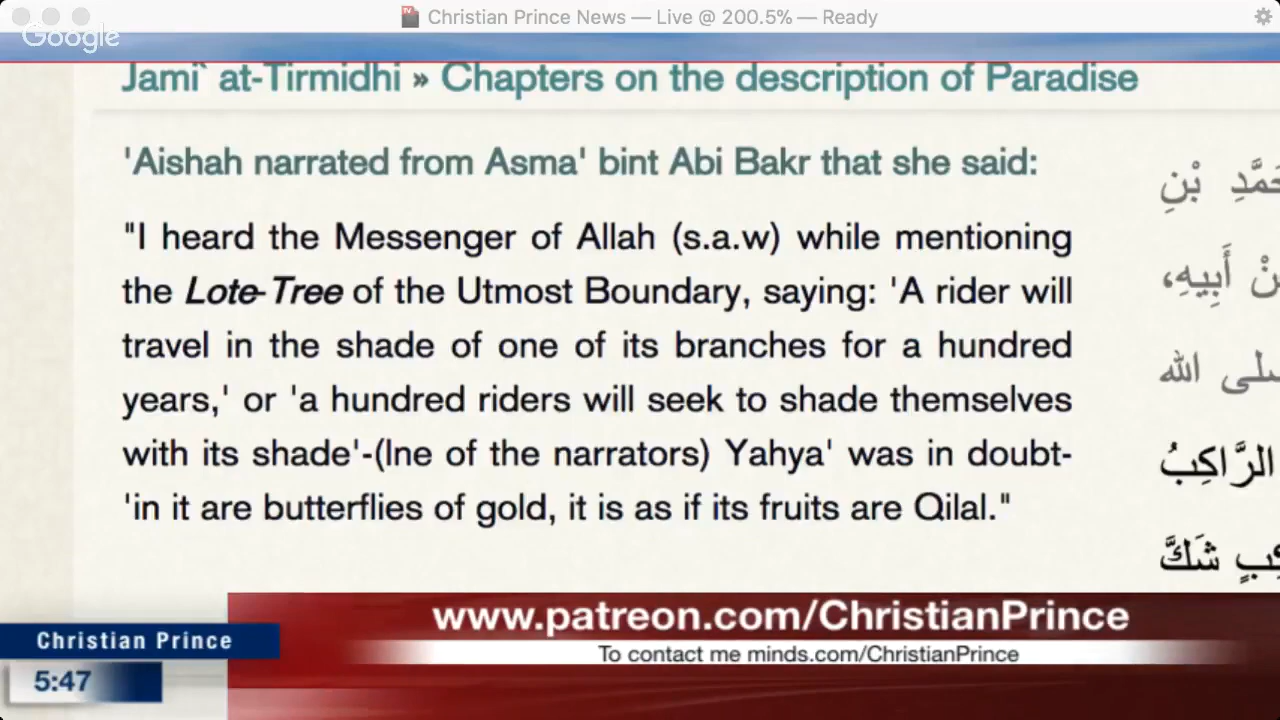 Christian Prince News — Live @ 200.5% — Ready
Google
Jami` at-Tirmidhi » Chapters on the description of Paradise
'Aishah narrated from Asma' bint Abi Bakr that she said:
"I heard the Messenger of Allah (s.a.w) while mentioning
the Lote-Tree of the Utmost Boundary, saying: 'A rider will
travel in the shade of one of its branches for a hundred
years,' or 'a hundred riders will seek to shade themselves
with its shade'-(lne of the narrators) Yahya' was in doubt-
'in it are butterflies of gold, it is as if its fruits are Qilal."
بْنِ
أَبِيهِ،
الله
الرَّاكِبُ
شَكَّ
www.patreon.com/ChristianPrince
To contact me minds.com/ChristianPrince
Christian Prince
5:47